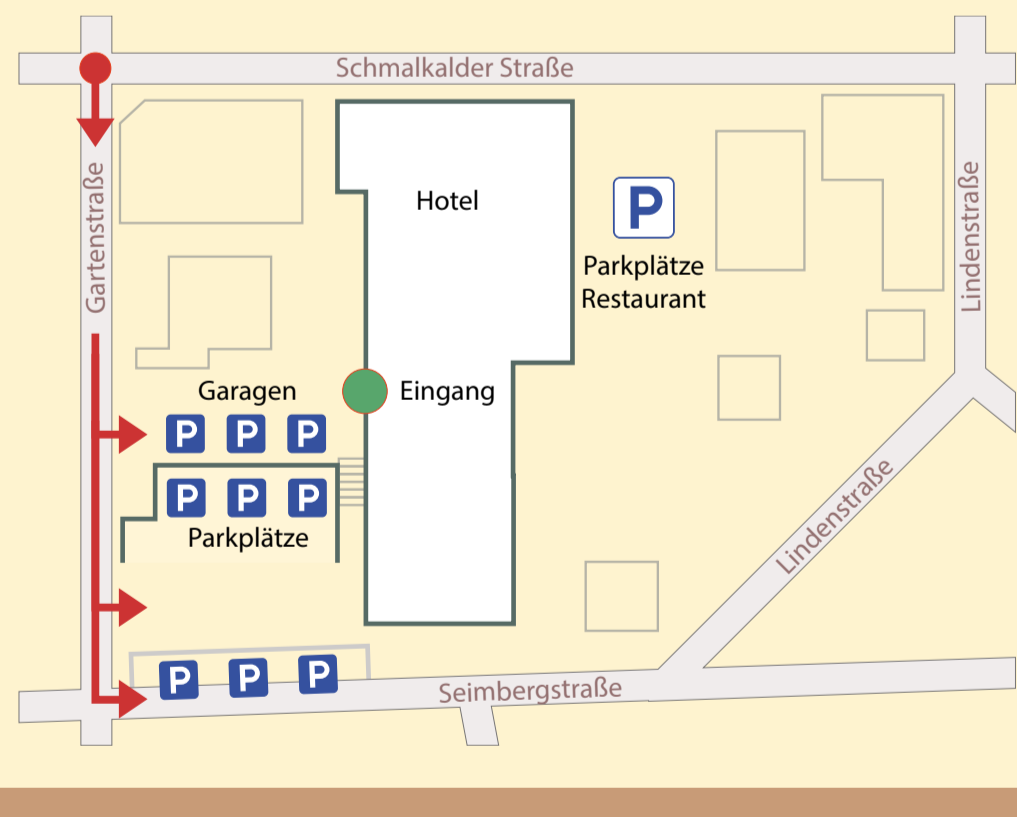 Schmalkalder Straße
Gartenstraße
Hotel
P
Parkplätze
Restaurant
Lindenstraße
Garagen
Eingang
P P P
P P P
Parkplätze
Lindenstraße
P P P
Seimbergstraße